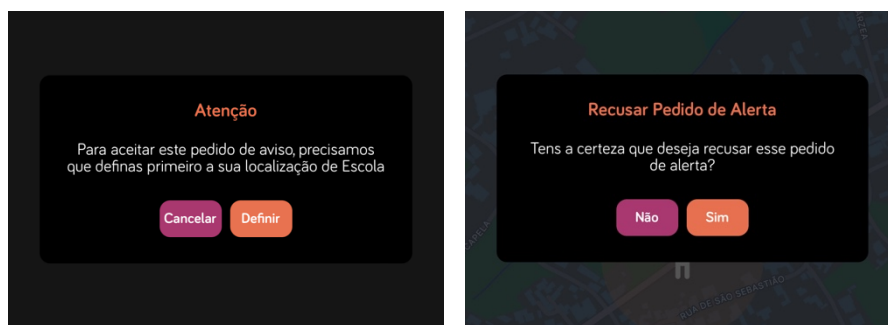 Atenção
Para aceitar este pedido de aviso, precisamos
que definas primeiro a sua localização de Escola
Cancelar
Definir
Recusar Pedido de Alerta
Tens a certeza que deseja recusar esse pedido
de alerta?
Não
Sim
CAPELA
RUA DE SÃO SEBASTIÃO